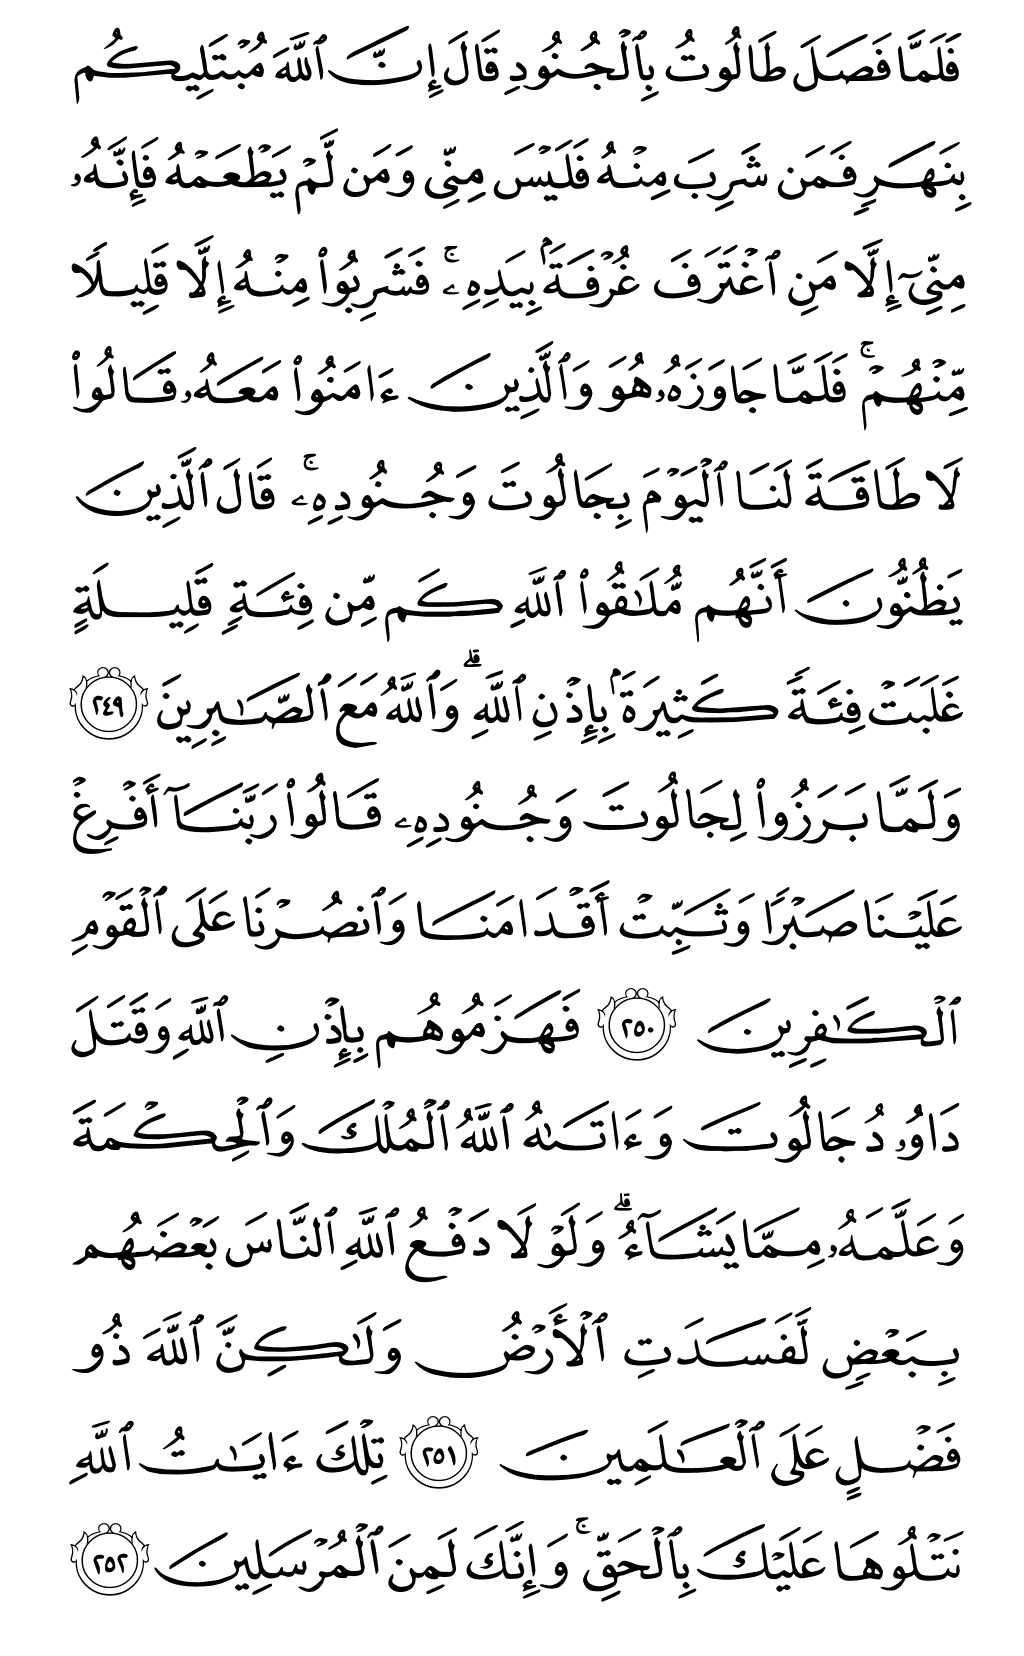 فَلَمَّا فَصَلَ طَالُوتُ بِٱلۡجُنُودِ قَالَ إِنَّ ٱللَّهَ مُبۡتَلِيكُم
بِنَهَرٖ فَمَن شَرِبَ مِنۡهُ فَلَيۡسَ مِنِّي وَمَن لَّمۡ يَطۡعَمۡهُ فَإِنَّهُۥ
مِنِّيٓ إِلَّا مَنِ ٱغۡتَرَفَ غُرۡفَةَۢ بِيَدِهِۦۚ فَشَرِبُواْ مِنۡهُ إِلَّا قَلِيلٗا
مِّنۡهُمۡۚ فَلَمَّا جَاوَزَهُۥ هُوَ وَٱلَّذِينَ ءَامَنُواْ مَعَهُۥ قَالُواْ
لَا طَاقَةَ لَنَا ٱلۡيَوۡمَ بِجَالُوتَ وَجُنُودِهِۦۚ قَالَ ٱلَّذِينَ
يَظُنُّونَ أَنَّهُم مُّلَٰقُواْ ٱللَّهِ كَم مِّن فِئَةٖ قَلِيلَةٍ
غَلَبَتۡ فِئَةٗ كَثِيرَةَۢ بِإِذۡنِ ٱللَّهِۗ وَٱللَّهُ مَعَ ٱلصَّٰبِرِينَ ٢٤٩
وَلَمَّا بَرَزُواْ لِجَالُوتَ وَجُنُودِهِۦ قَالُواْ رَبَّنَآ أَفۡرِغۡ
عَلَيۡنَا صَبۡرٗا وَثَبِّتۡ أَقۡدَامَنَا وَٱنصُرۡنَا عَلَى ٱلۡقَوۡمِ
ٱلۡكَٰفِرِينَ ٢٥٠ فَهَزَمُوهُم بِإِذۡنِ ٱللَّهِ وَقَتَلَ
دَاوُۥدُ جَالُوتَ وَءَاتَىٰهُ ٱللَّهُ ٱلۡمُلۡكَ وَٱلۡحِكۡمَةَ
وَعَلَّمَهُۥ مِمَّا يَشَآءُۗ وَلَوۡلَا دَفۡعُ ٱللَّهِ ٱلنَّاسَ بَعۡضَهُم
بِبَعۡضٖ لَّفَسَدَتِ ٱلۡأَرۡضُ وَلَٰكِنَّ ٱللَّهَ ذُو
فَضۡلٍ عَلَى ٱلۡعَٰلَمِينَ ٢٥١ تِلۡكَ ءَايَٰتُ ٱللَّهِ
نَتۡلُوهَا عَلَيۡكَ بِٱلۡحَقِّۚ وَإِنَّكَ لَمِنَ ٱلۡمُرۡسَلِينَ ٢٥٢